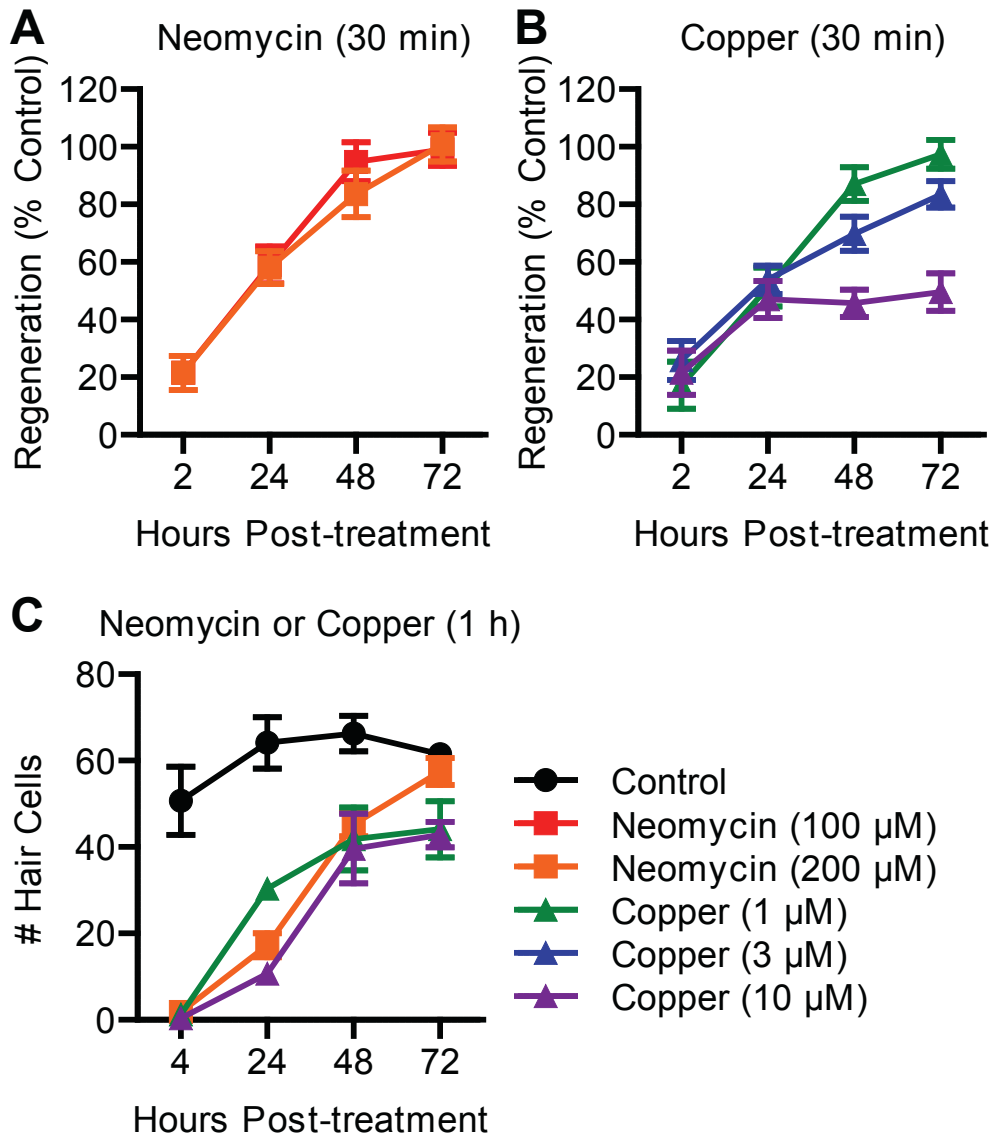 A Neomycin (30 min)
Regeneration (% Control)
120
100
80
60
40
20
0
2 24 48 72
Hours Post-treatment
B Copper (30 min)
Regeneration (% Control)
120
100
80
60
40
20
0
2 24 48 72
Hours Post-treatment
C Neomycin or Copper (1 h)
# Hair Cells
80
60
40
20
0
4 24 48 72
Hours Post-treatment
Control
Neomycin (100 µM)
Neomycin (200 µM)
Copper (1 µM)
Copper (3 µM)
Copper (10 µM)